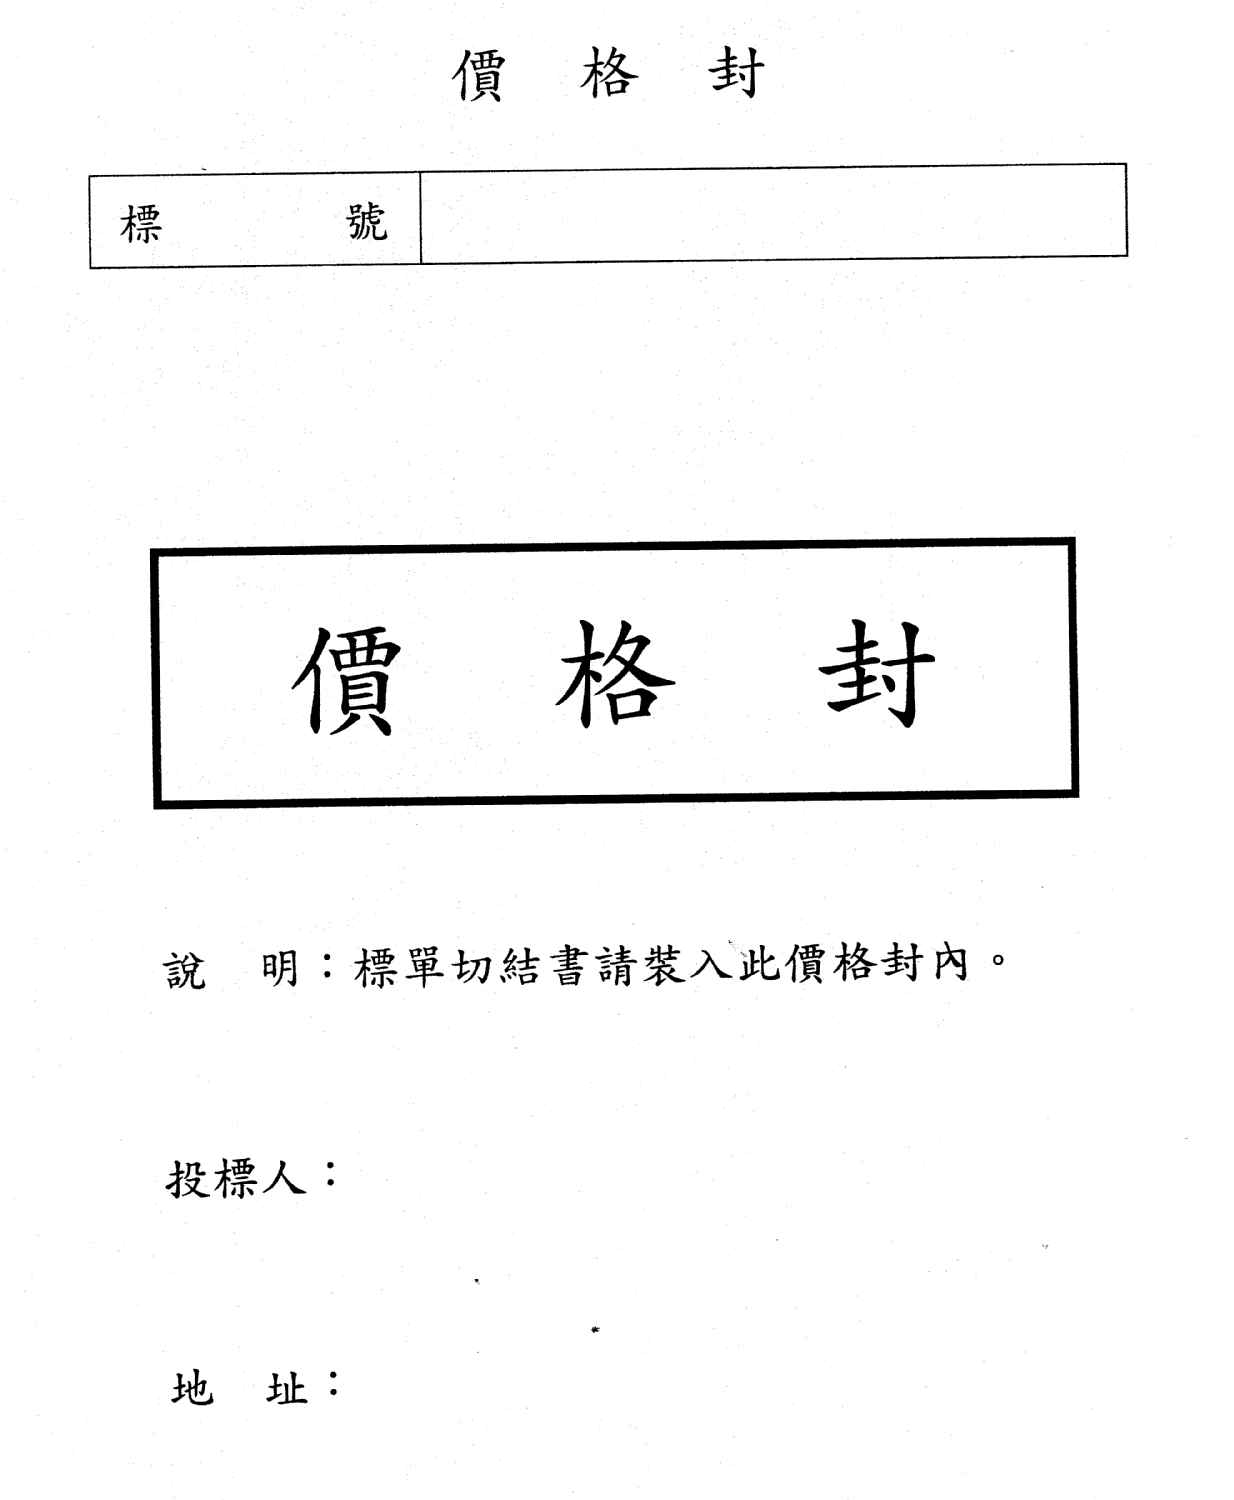 價 格 封
標 號
價 格 封
說 明：標單切結書請裝入此價格封內。
投標人：
地 址：